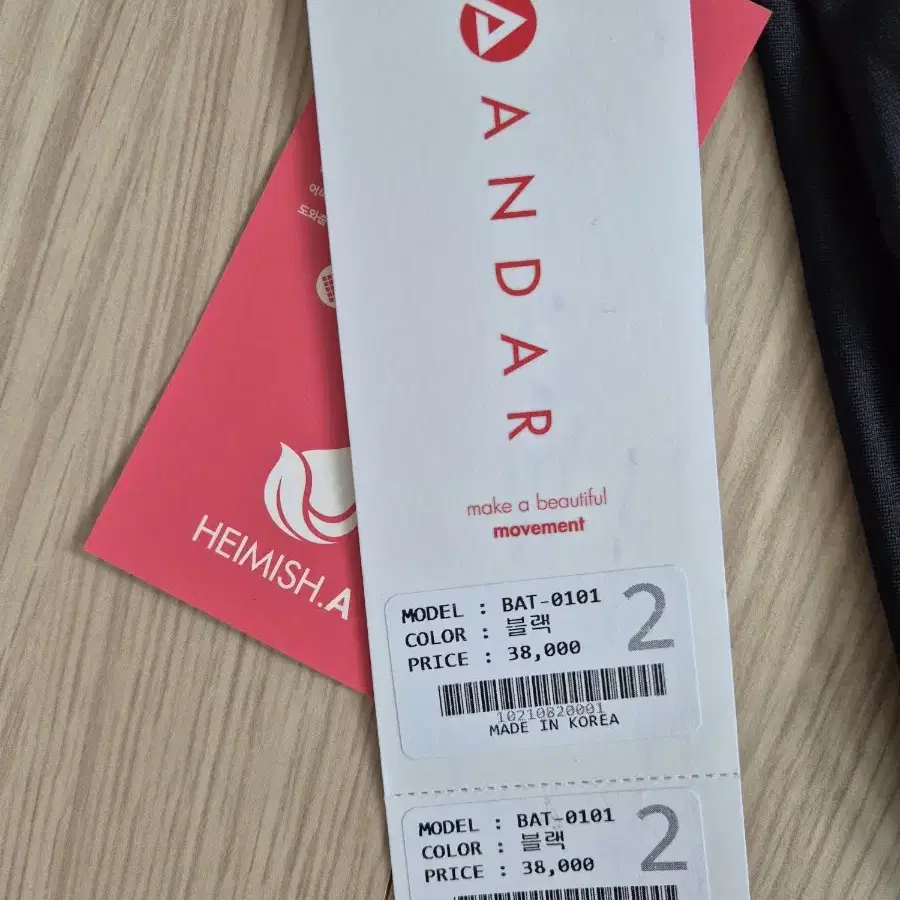 ANDAR
make a beautiful
movement
MODEL : BAT-0101
COLOR : 블랙
PRICE : 38,000
2
10210820001
MADE IN KOREA
MODEL : BAT-0101
COLOR : 블랙
PRICE : 38,000
2
HEIMISH.A